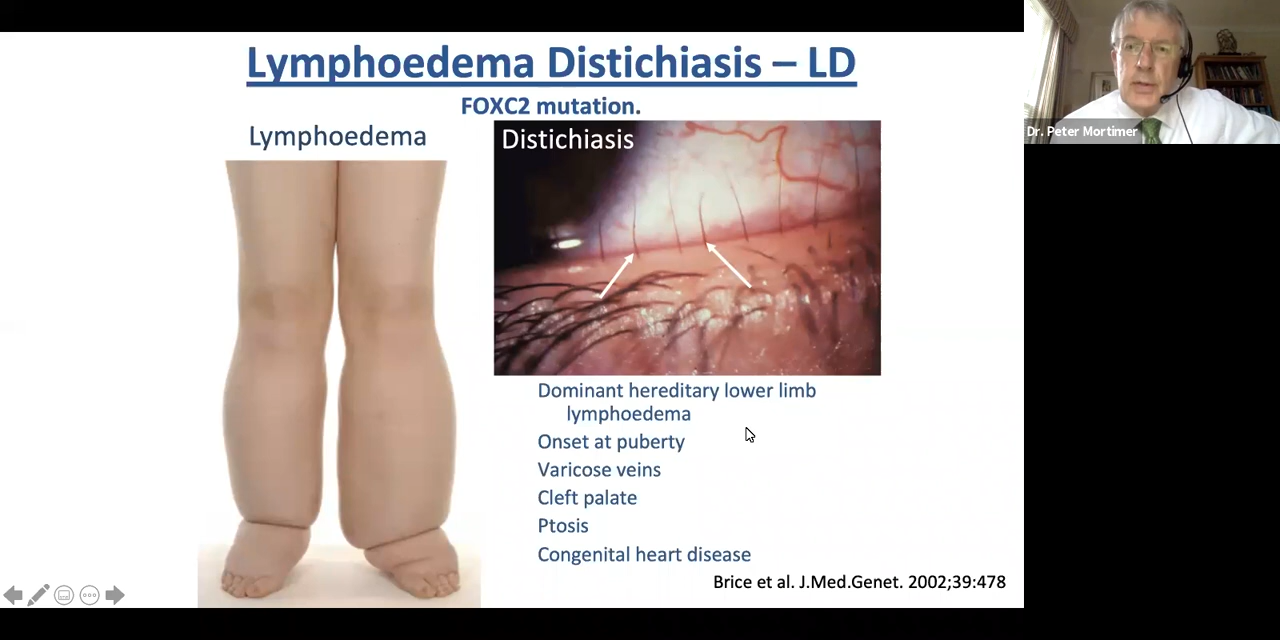 Lymphoedema Distichiasis – LD
FOXC2 mutation.
Lymphoedema
Distichiasis
Dominant hereditary lower limb
lymphoedema
Onset at puberty
Varicose veins
Cleft palate
Ptosis
Congenital heart disease
Brice et al. J.Med.Genet. 2002;39:478
Dr. Peter Mortimer